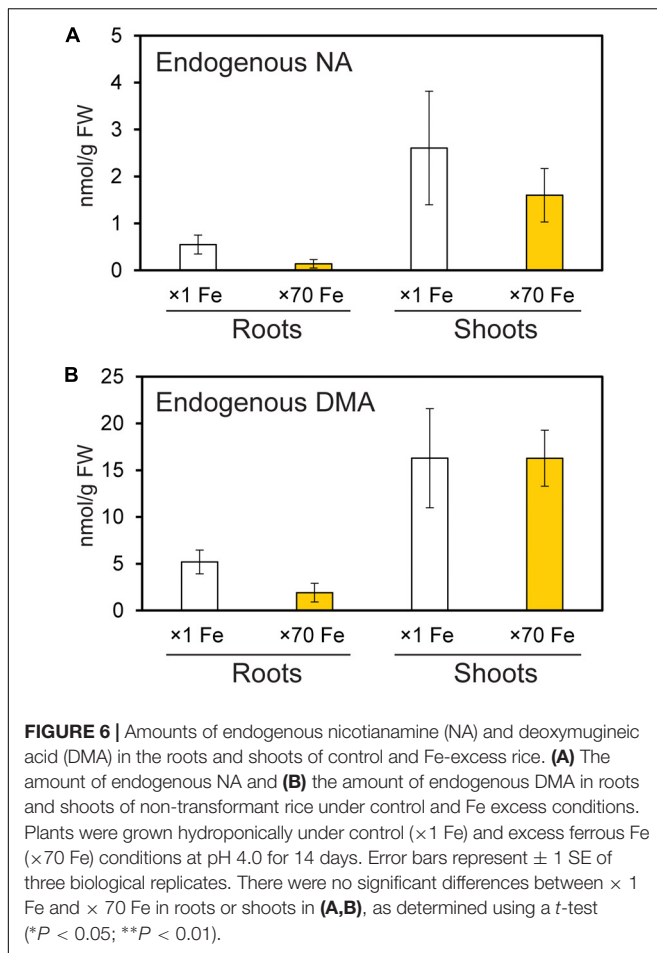 A
Endogenous NA
nmol/g FW
5
4
3
2
1
0
×1 Fe ×70 Fe ×1 Fe ×70 Fe
Roots Shoots
B
Endogenous DMA
nmol/g FW
25
20
15
10
5
0
×1 Fe ×70 Fe ×1 Fe ×70 Fe
Roots Shoots
FIGURE 6 | Amounts of endogenous nicotianamine (NA) and deoxymugineic
acid (DMA) in the roots and shoots of control and Fe-excess rice. (A) The
amount of endogenous NA and (B) the amount of endogenous DMA in roots
and shoots of non-transformant rice under control and Fe excess conditions.
Plants were grown hydroponically under control (×1 Fe) and excess ferrous Fe
(×70 Fe) conditions at pH 4.0 for 14 days. Error bars represent ± 1 SE of
three biological replicates. There were no significant differences between × 1
Fe and × 70 Fe in roots or shoots in (A,B), as determined using a t-test
(*P < 0.05; **P < 0.01).